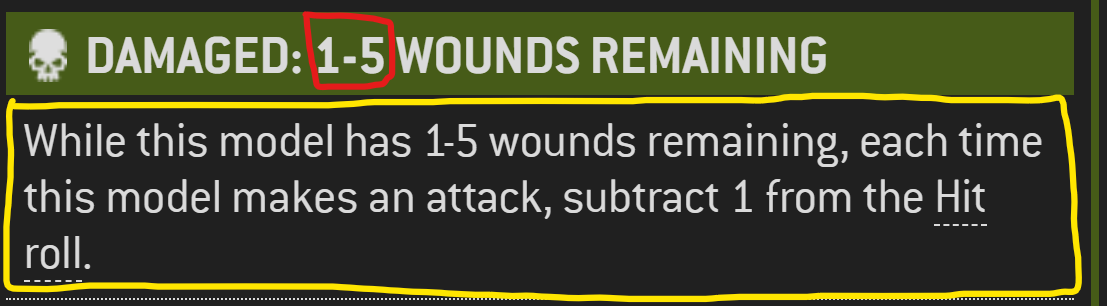 DAMAGED: 1-5 WOUNDS REMAINING
While this model has 1-5 wounds remaining, each time
this model makes an attack, subtract 1 from the Hit
roll.